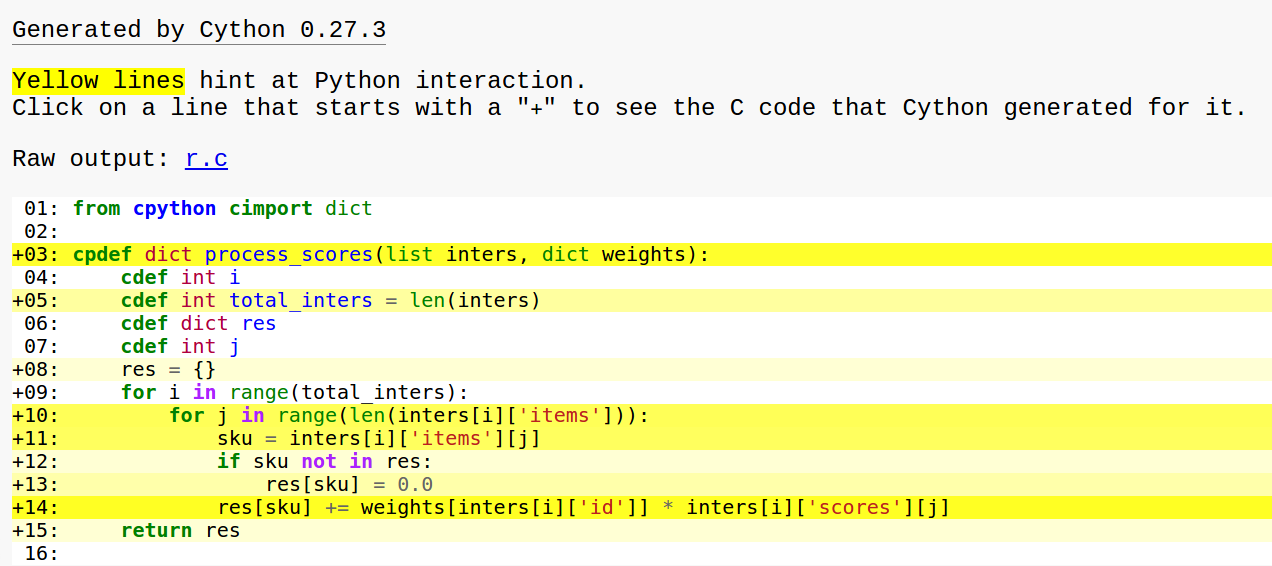 Generated by Cython 0.27.3
Yellow lines hint at Python interaction.
Click on a line that starts with a "+" to see the C code that Cython generated for it.
Raw output: r.c
 01: from cpython cimport dict
 02:
+03: cpdef dict process_scores(list inters, dict weights):
 04:     cdef int i
+05:     cdef int total_inters = len(inters)
 06:     cdef dict res
 07:     cdef int j
+08:     res = {}
+09:     for i in range(total_inters):
+10:         for j in range(len(inters[i]['items'])):
+11:             sku = inters[i]['items'][j]
+12:             if sku not in res:
+13:                 res[sku] = 0.0
+14:             res[sku] += weights[inters[i]['id']] * inters[i]['scores'][j]
+15:     return res
 16: